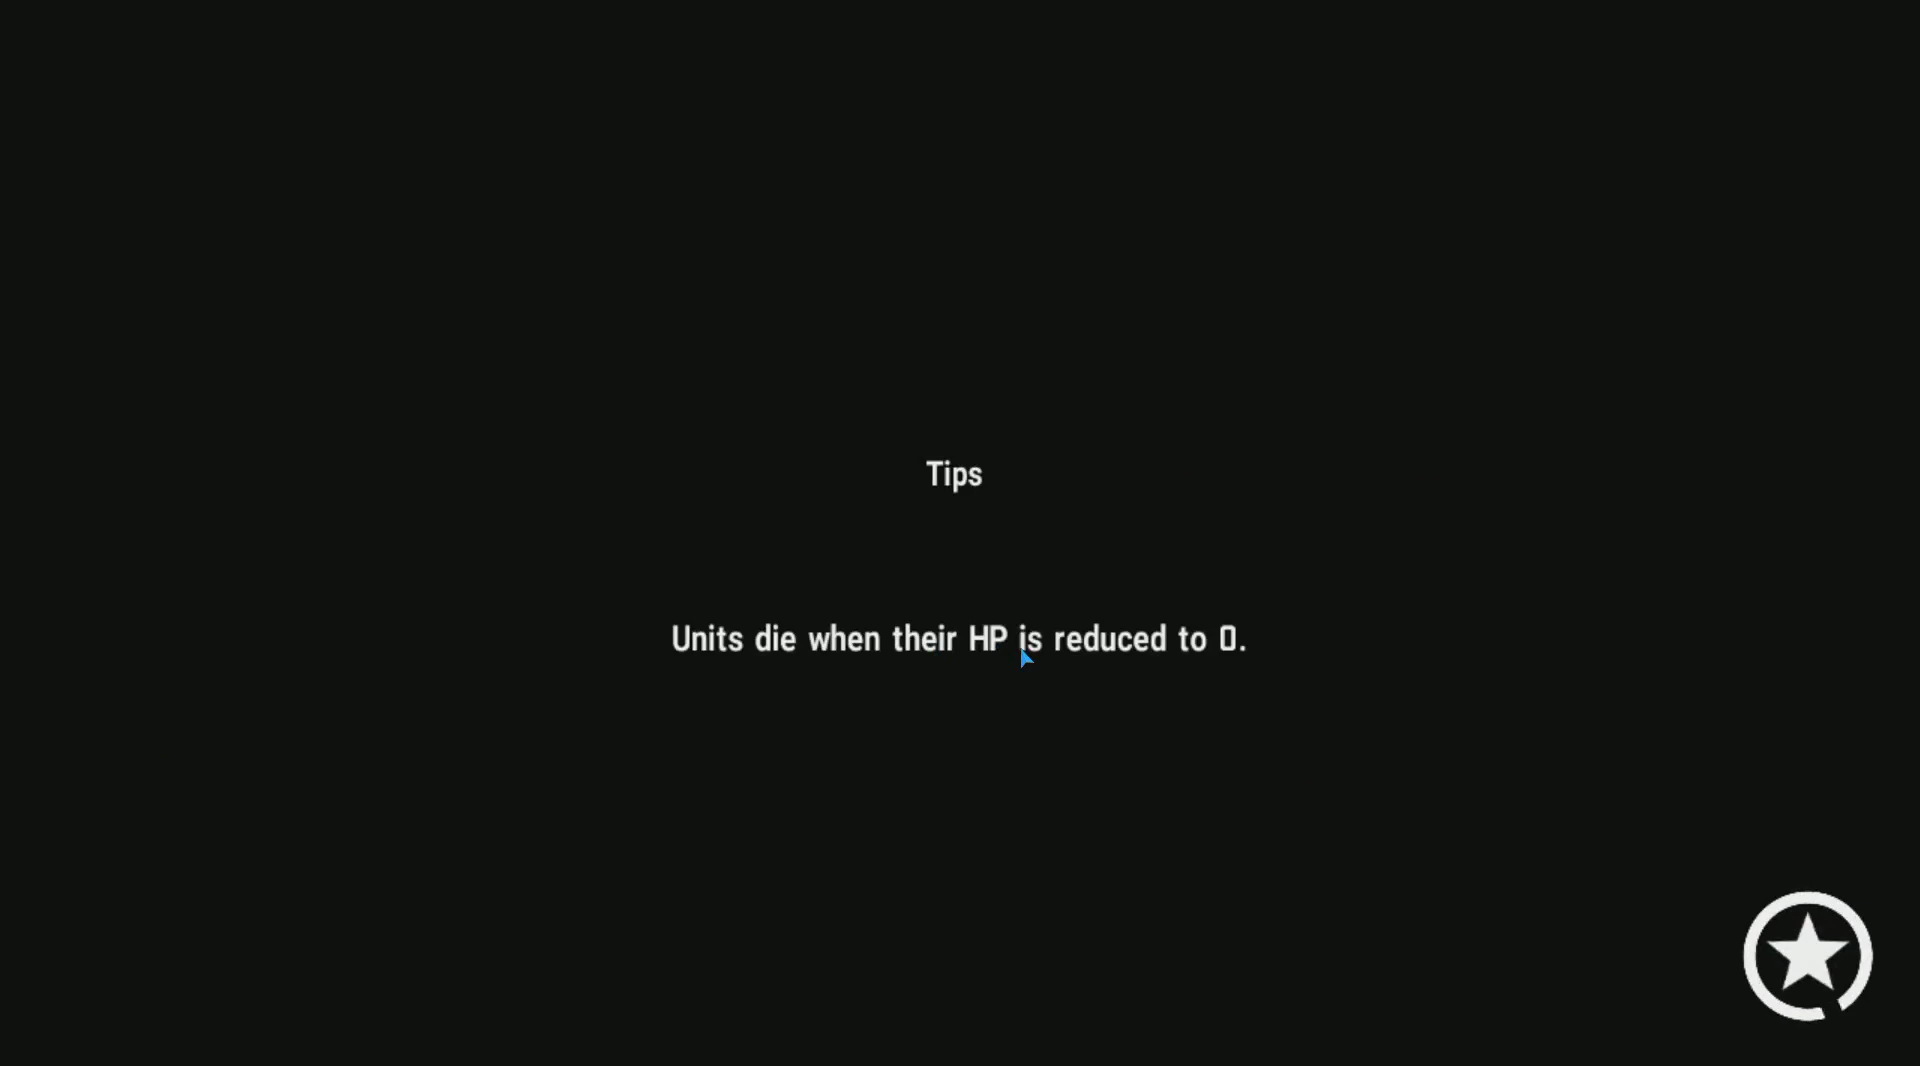 Tips
Units die when their HP is reduced to 0.